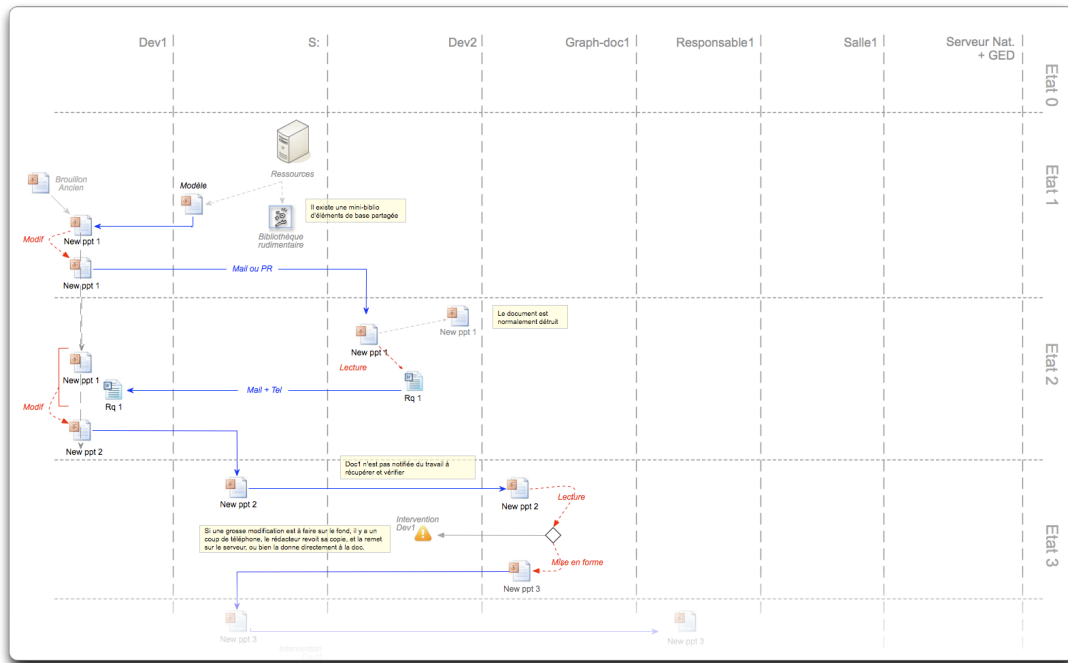 Dev1
S:
Dev2
Graph-doc1
Responsable1
Salle1
Serveur Nat.
+ GED
Etat 0
Ressources
Brouillon
Ancien
Modèle
Il existe une mini-biblio
d'éléments de base partagée
Etat 1
New ppt 1
Bibliothèque
rudimentaire
Modif
New ppt 1
Mail ou PR
Le document est
normalement détruit
New ppt 1
New ppt 1
Lecture
Etat 2
New ppt 1
Rq 1
Mail + Tel
Rq 1
Modif
New ppt 2
Doc1 n'est pas notifiée du travail à
récupérer et vérifier
New ppt 2
New ppt 2
Lecture
Intervention
Dev1
Si une grosse modification est à faire sur le fond, il y a un
coup de téléphone, le rédacteur revoit sa copie, et la remet
sur le serveur, ou bien la donne directement à la doc.
Etat 3
Mise en forme
New ppt 3
New ppt 3
New ppt 3
Intervention